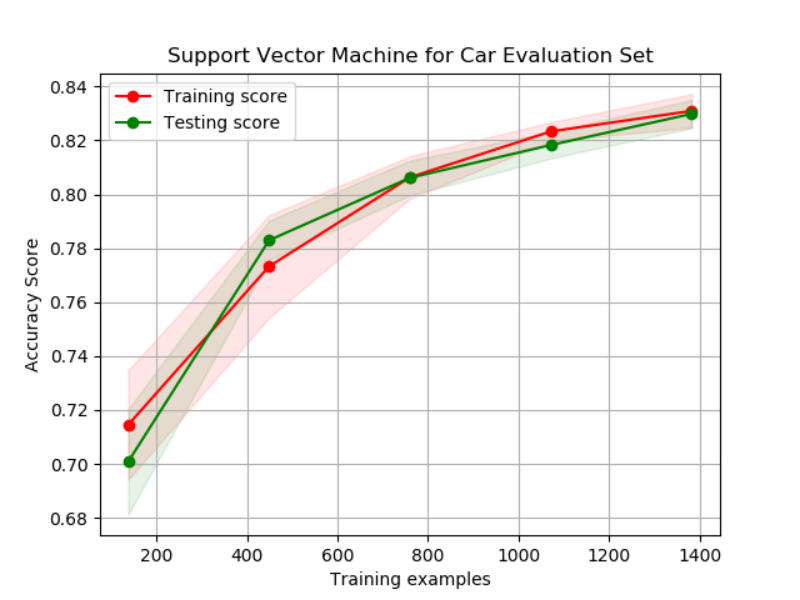 Support Vector Machine for Car Evaluation Set
Training score
Testing score
0.84
0.82
0.80
0.78
0.76
0.74
0.72
0.70
0.68
Accuracy Score
200 400 600 800 1000 1200 1400
Training examples